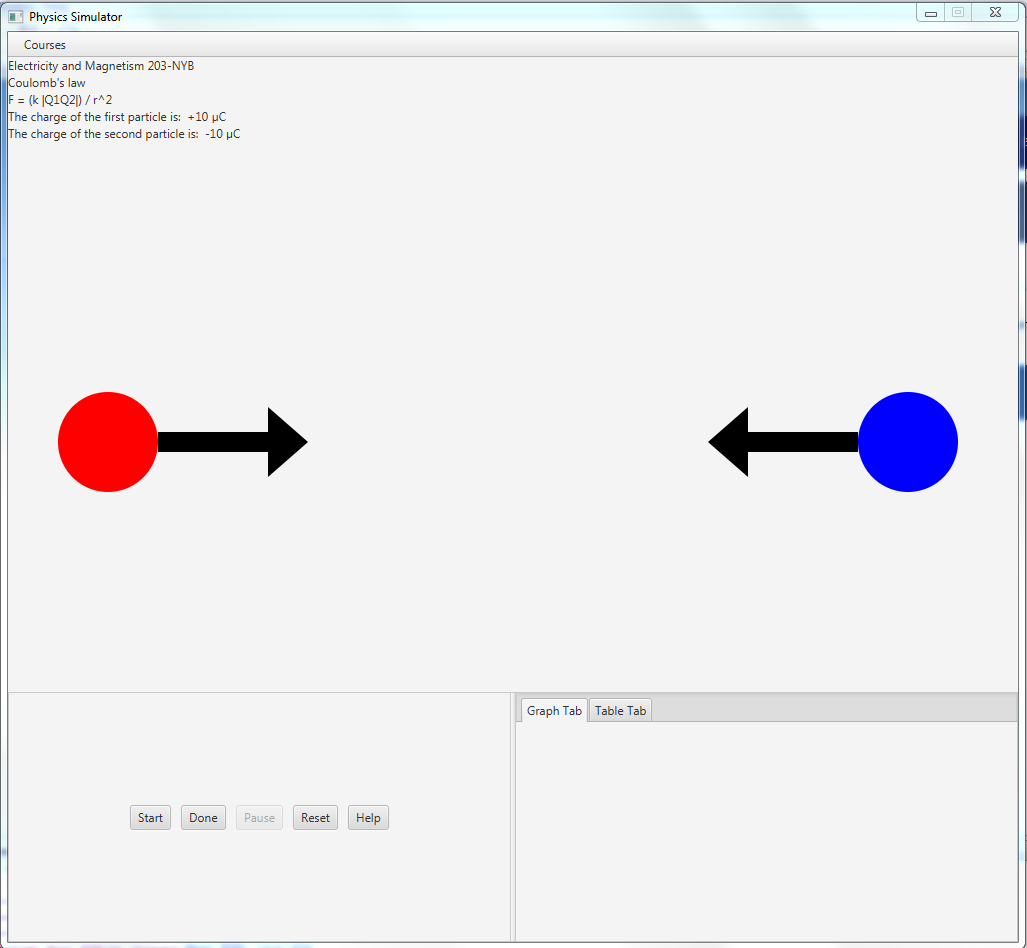 Physics Simulator
Courses
Electricity and Magnetism 203-NYB
Coulomb's law
F = (k |Q1Q2|) / r^2
The charge of the first particle is:  +10 µC
The charge of the second particle is:  -10 µC
Graph Tab Table Tab
Start Done Pause Reset Help